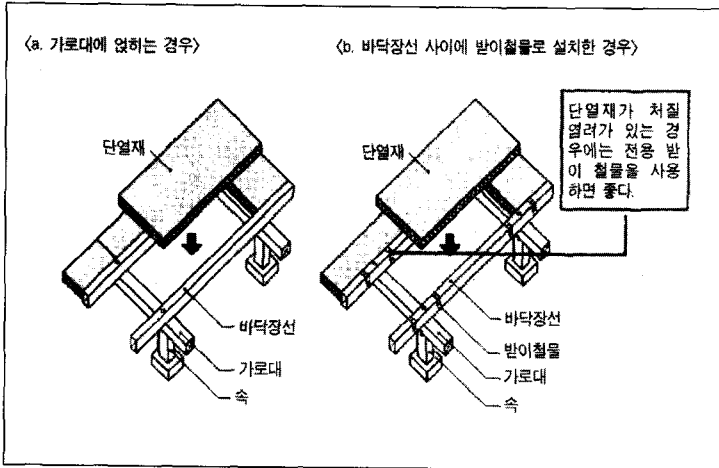 〈a. 가로대에 얹히는 경우〉
〈b. 바닥장선 사이에 받이철물로 설치한 경우〉
단열재
단열재
단열재가 처질
염려가 있는 경
우에는 전용 받
이 철물을 사용
하면 좋다.
바닥장선
가로대
속
바닥장선
받이철물
가로대
속